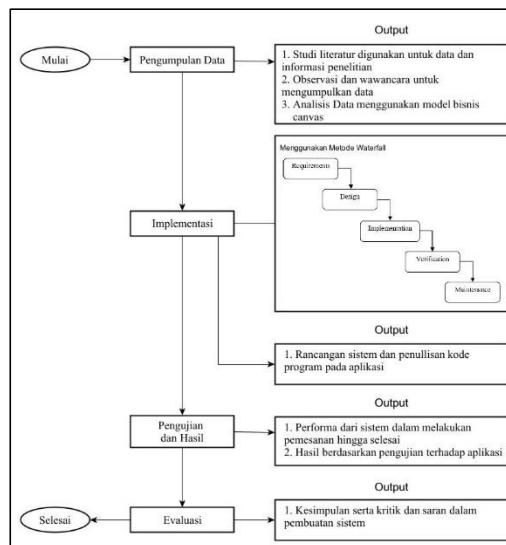 Output
Mulai
Pengumpulan Data
1. Studi literatur digunakan untuk data dan
informasi penelitian
2. Observasi dan wawancara untuk
mengumpulkan data
3. Analisis Data menggunakan model bisnis
canvas
Menggunakan Metode Waterfall
Requirements
Design
Implementation
Verification
Maintenance
Implementasi
Output
1. Rancangan sistem dan penullisan kode
program pada aplikasi
Output
Pengujian
dan Hasil
1. Performa dari sistem dalam melakukan
pemesanan hingga selesai
2. Hasil berdasarkan pengujian terhadap aplikasi
Output
Selesai
Evaluasi
1. Kesimpulan serta kritik dan saran dalam
pembuatan sistem